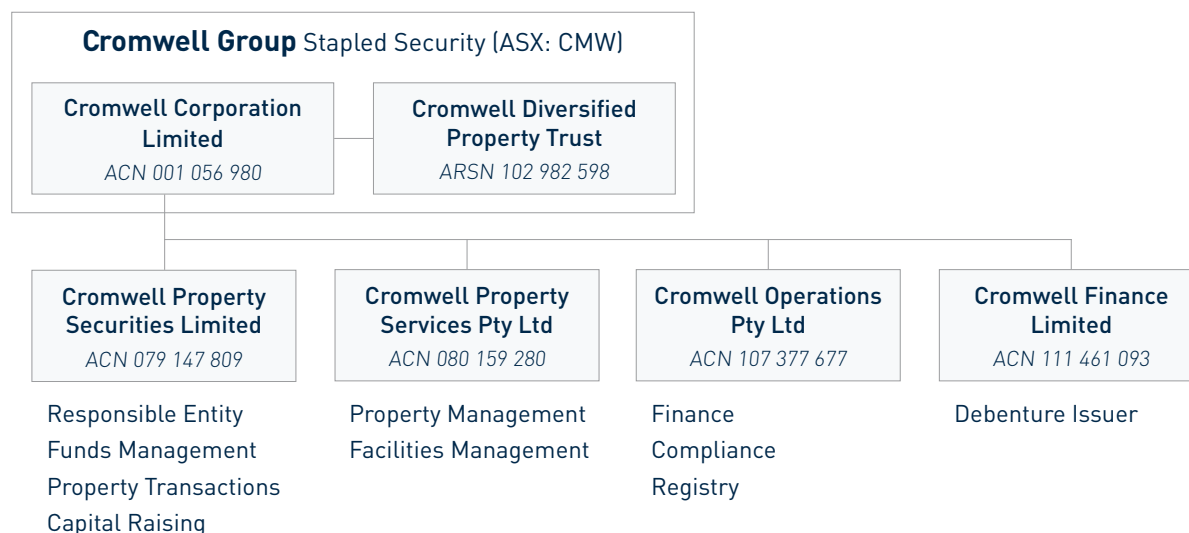 Cromwell Group Stapled Security (ASX: CMW)
Cromwell Corporation
Limited
ACN 001 056 980
Cromwell Diversified
Property Trust
ARSN 102 982 598
Cromwell Property
Securities Limited
ACN 079 147 809
Responsible Entity
Funds Management
Property Transactions
Capital Raising
Cromwell Property
Services Pty Ltd
ACN 080 159 280
Property Management
Facilities Management
Cromwell Operations
Pty Ltd
ACN 107 377 677
Finance
Compliance
Registry
Cromwell Finance
Limited
ACN 111 461 093
Debenture Issuer